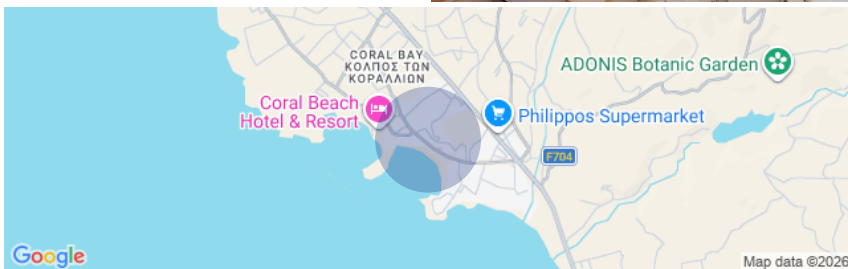 CORAL BAY
ΚΟΛΠΟΣ ΤΩΝ
ΚΟΡΑΛΛΙΩΝ
ADONIS Botanic Garden
Coral Beach
Hotel & Resort
Philippos Supermarket
F704
Google
Map data ©2026